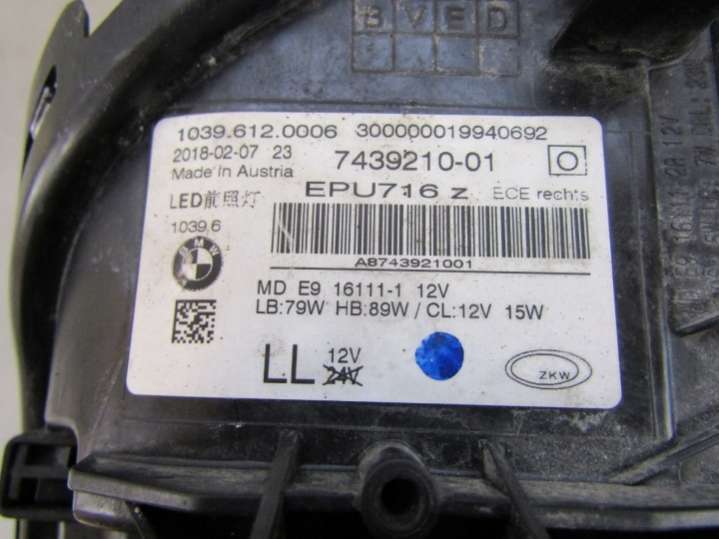 B V E D
1039.612.0006 300000019940692
2018-02-07 23 7439210-01
Made in Austria
EPU716 z ECE rechts
LED前照灯
1039.6
BMW
A8743921001
MD E9 16111-1 12V
LB:79W HB:89W / CL:12V 15W
LL 12V
24V
ZKW